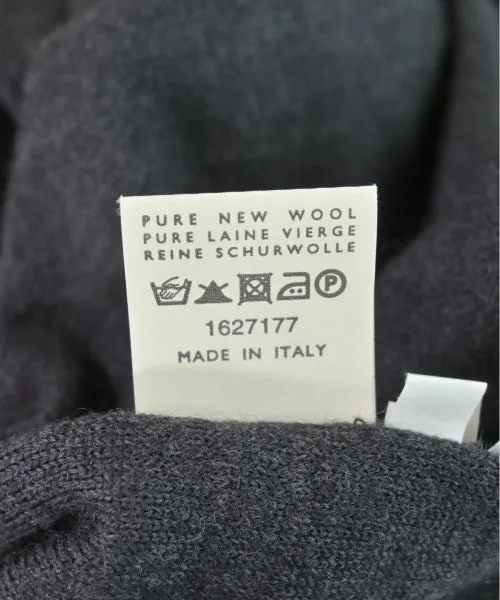 PURE NEW WOOL
PURE LAINE VIERGE
REINE SCHURWOLLE
P
1627177
MADE IN ITALY